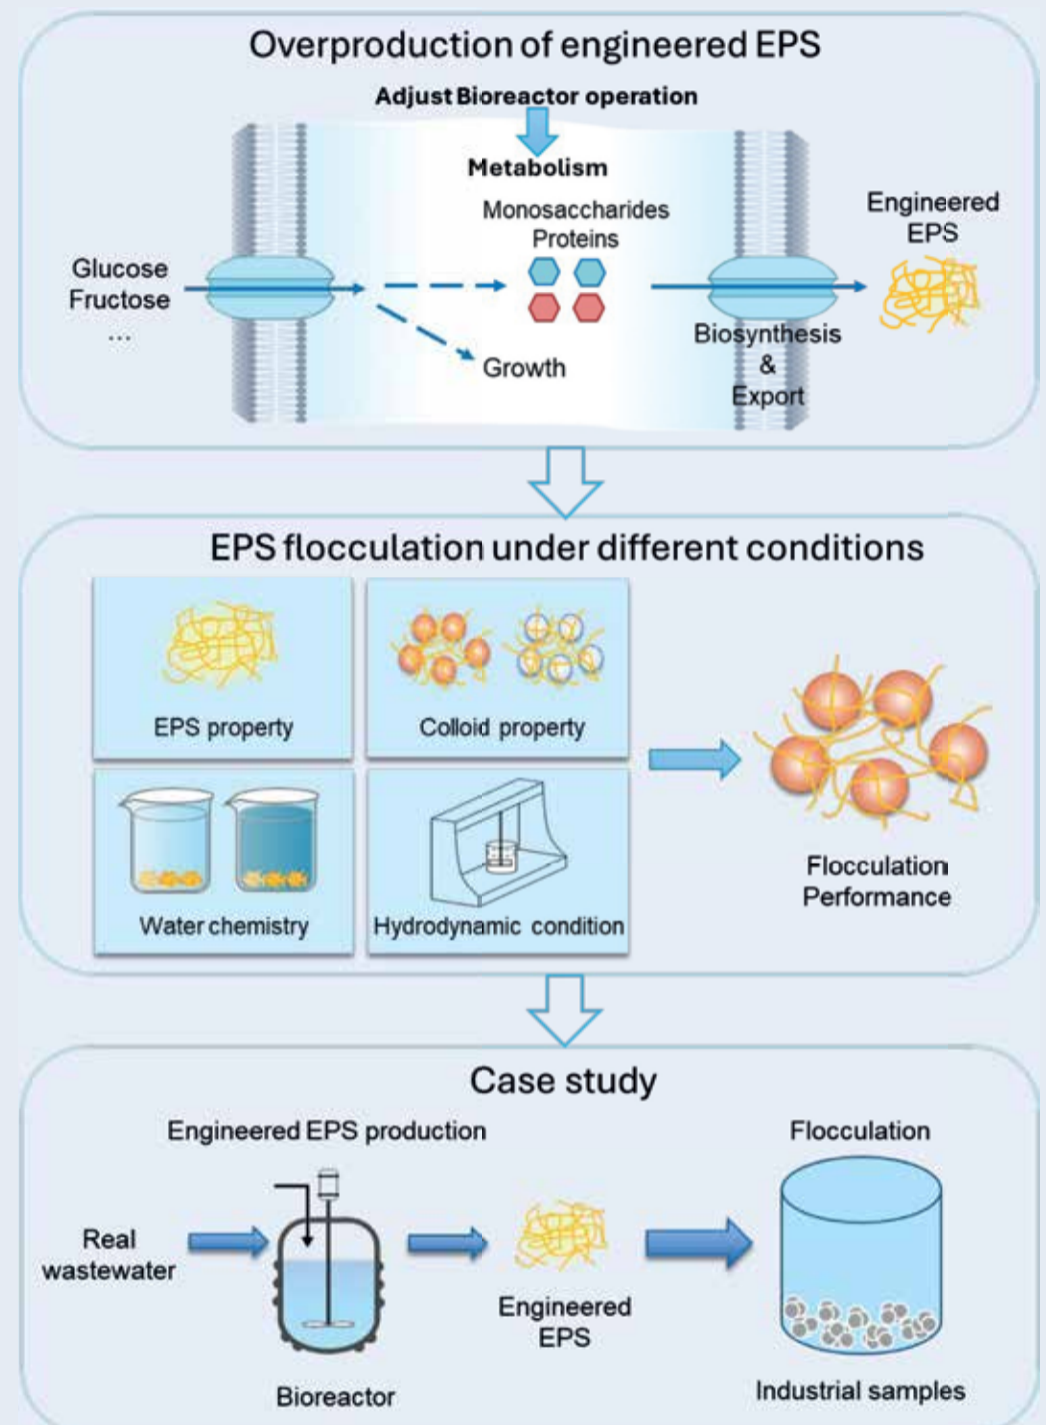 Overproduction of engineered EPS
Adjust Bioreactor operation
Metabolism
Monosaccharides
Proteins
Engineered
EPS
Glucose
Fructose
...
Growth
Biosynthesis
&
Export
EPS flocculation under different conditions
EPS property
Colloid property
Water chemistry
Hydrodynamic condition
Flocculation
Performance
Case study
Engineered EPS production
Flocculation
Real
wastewater
Engineered
EPS
Bioreactor
Industrial samples